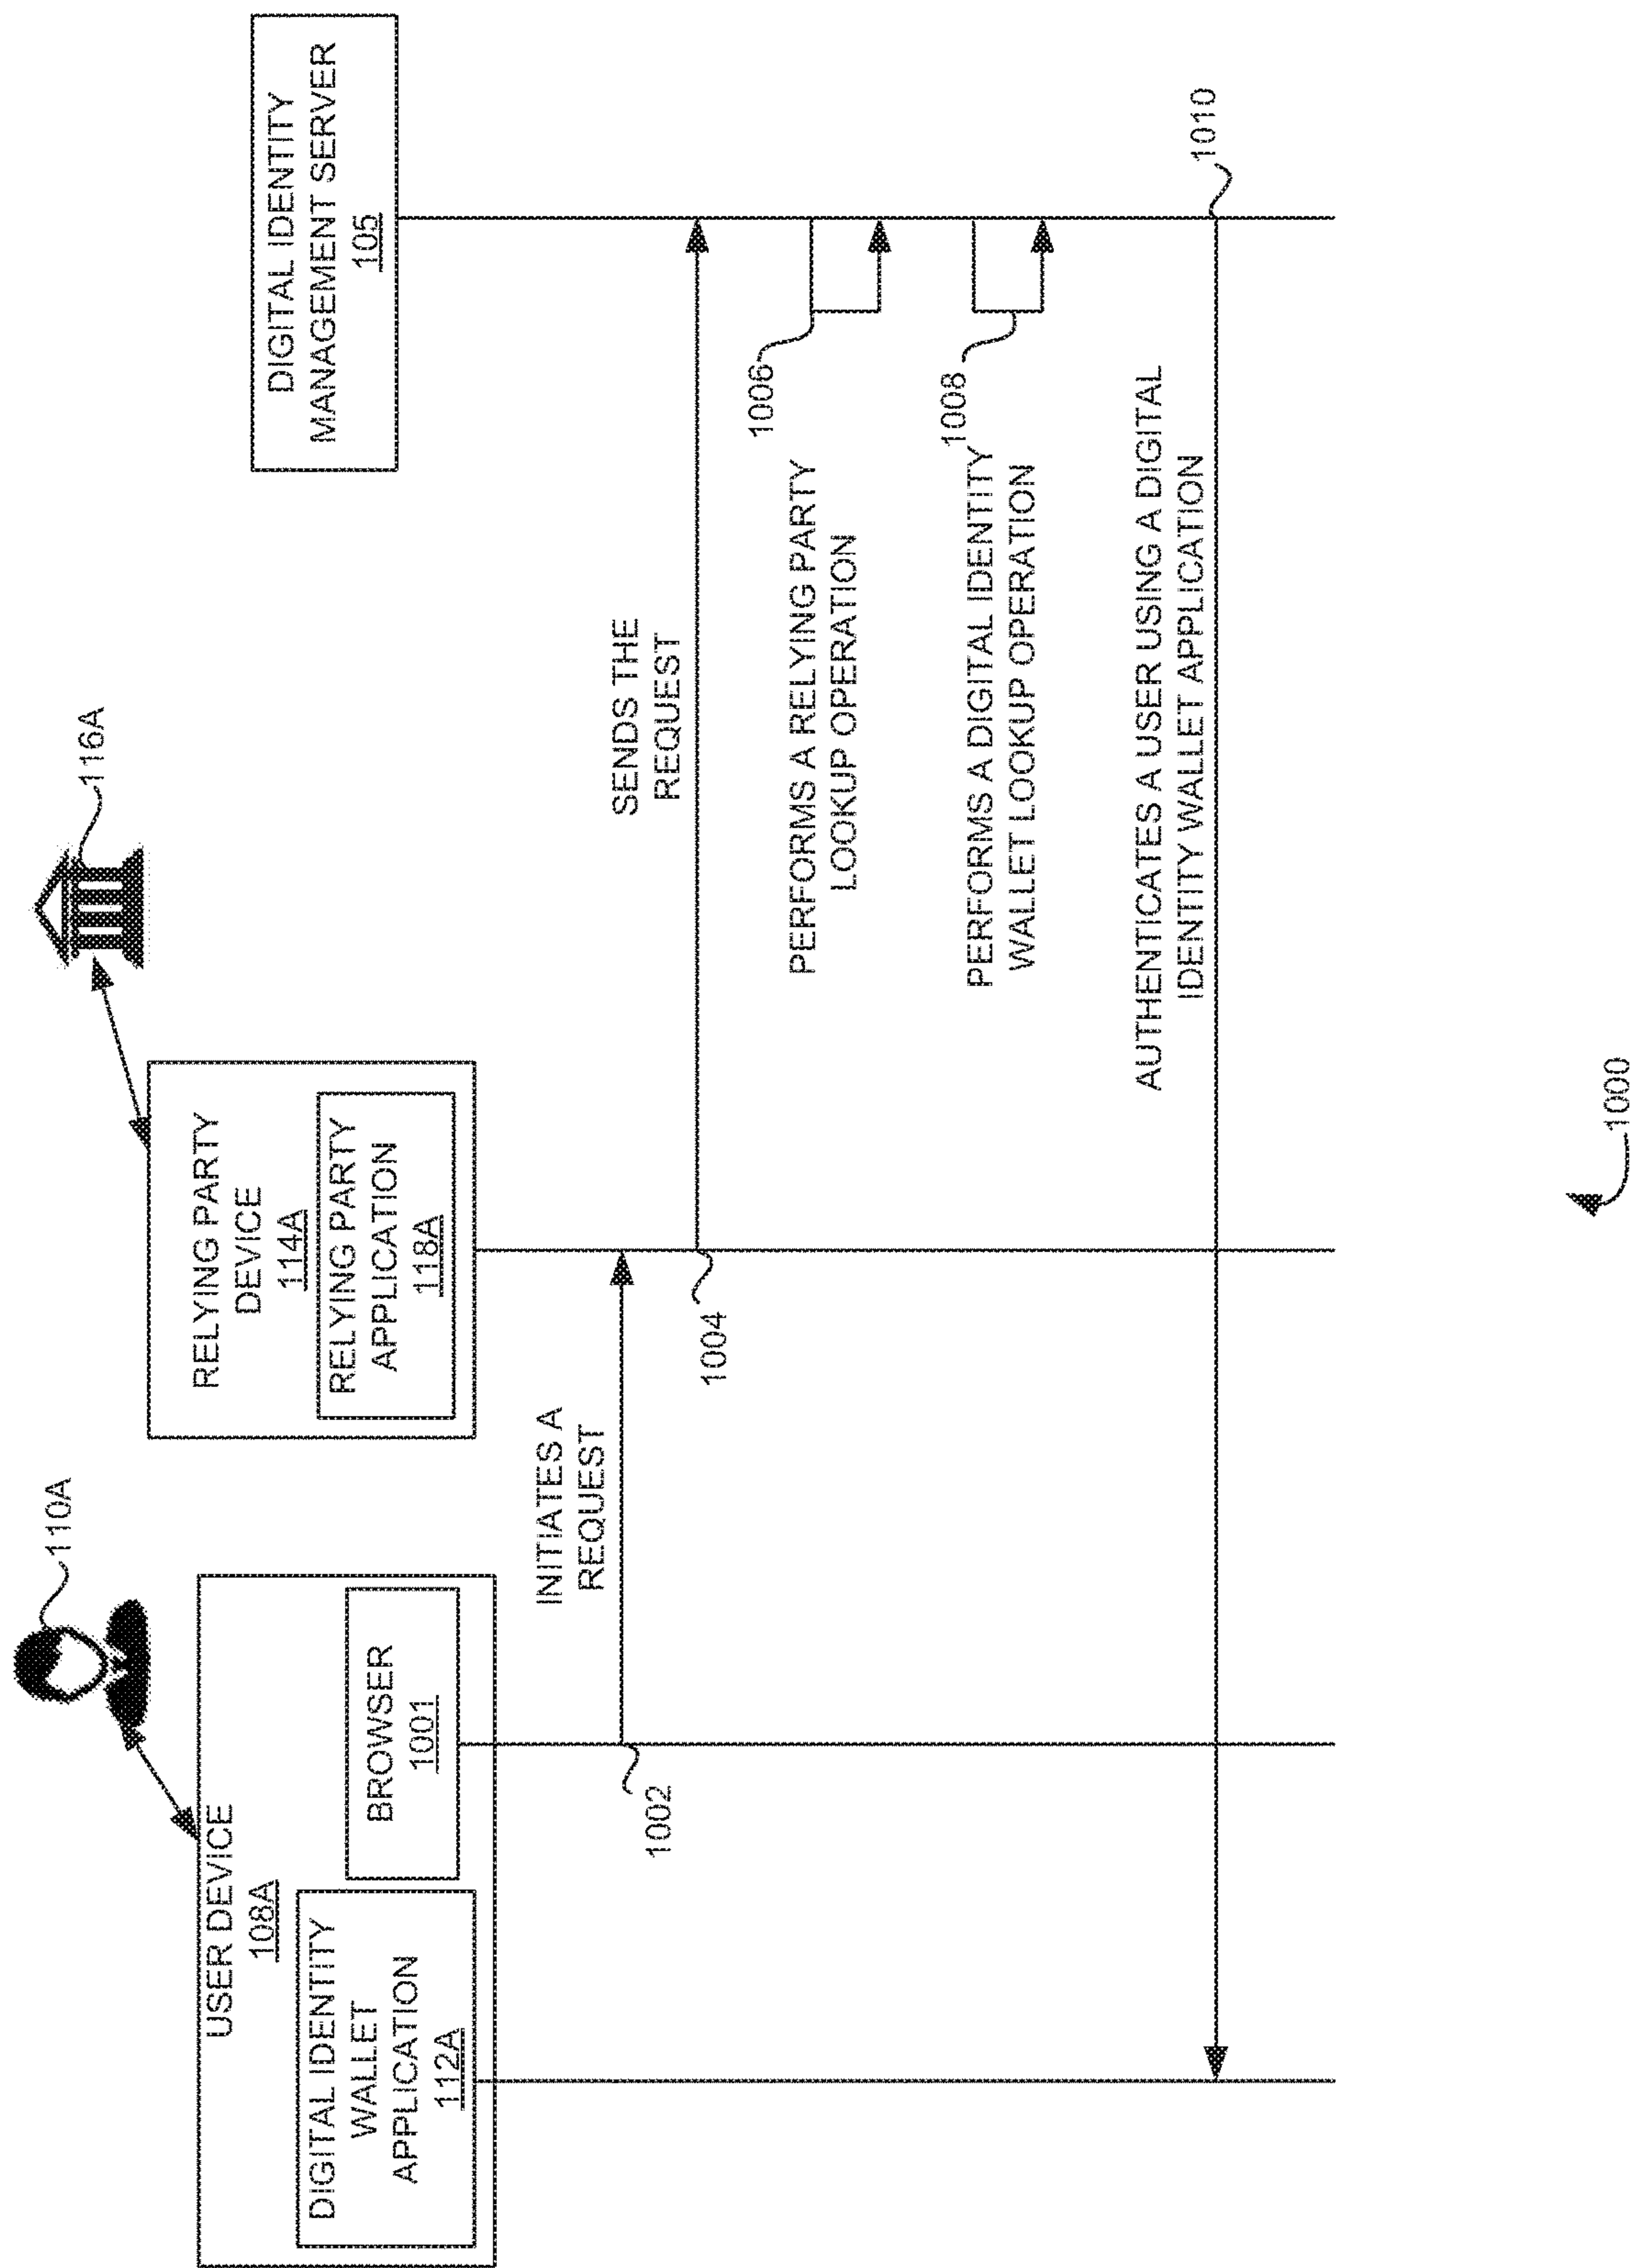 110A
116A
USER DEVICE
108A
DIGITAL IDENTITY
WALLET
APPLICATION
112A
BROWSER
1001
RELYING PARTY
DEVICE
114A
RELYING PARTY
APPLICATION
118A
DIGITAL IDENTITY
MANAGEMENT SERVER
105
INITIATES A
REQUEST
1002
SENDS THE
REQUEST
1004
PERFORMS A RELYING PARTY
LOOKUP OPERATION
1006
PERFORMS A DIGITAL IDENTITY
WALLET LOOKUP OPERATION
1008
AUTHENTICATES A USER USING A DIGITAL
IDENTITY WALLET APPLICATION
1010
1000